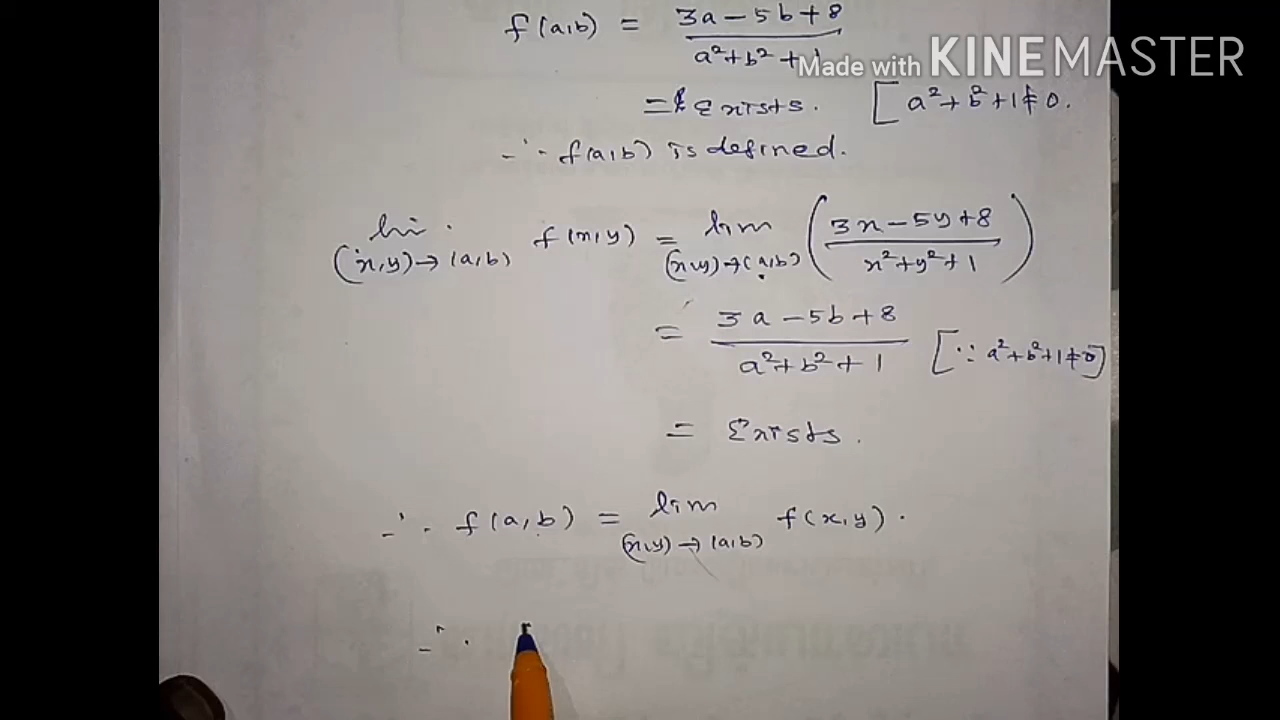 f(a,b) = 3a - 5b + 8 / a² + b² + 1
Made with KINEMASTER
= Exists. [a² + b² + 1 ≠ 0.
∴ f(a,b) is defined.
lim (x,y)→(a,b) f(x,y) = lim (x,y)→(a,b) (3x - 5y + 8 / x² + y² + 1)
= 3a - 5b + 8 / a² + b² + 1 [∵ a² + b² + 1 ≠ 0]
= Exists.
∴ f(a,b) = lim (x,y)→(a,b) f(x,y).
∴